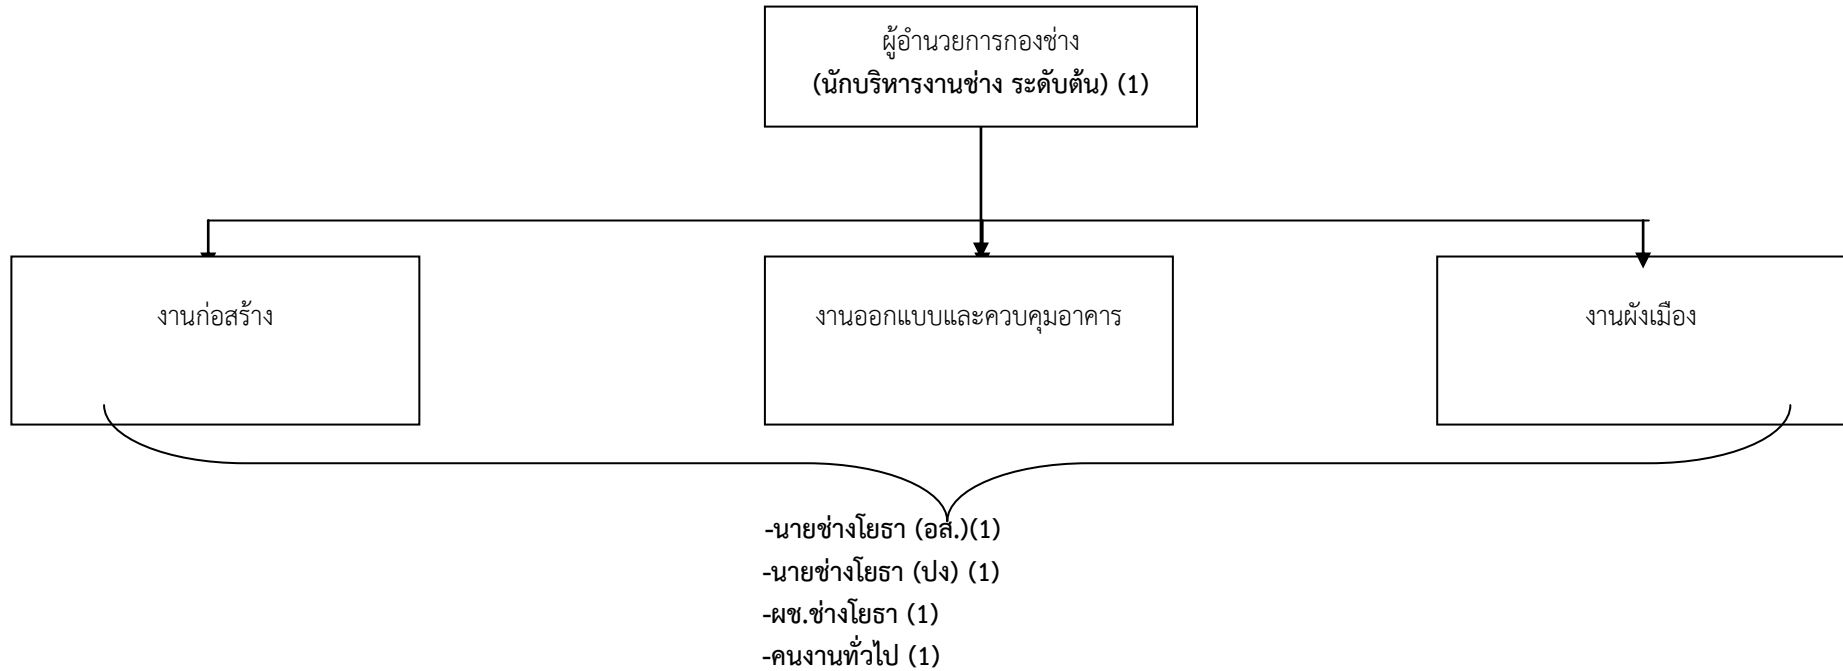 ผู้อำนวยการกองช่าง
(นักบริหารงานช่าง ระดับต้น) (1)
งานก่อสร้าง
งานออกแบบและควบคุมอาคาร
งานผังเมือง
-นายช่างโยธา (อส.)(1)
-นายช่างโยธา (ปง) (1)
-ผช.ช่างโยธา (1)
-คนงานทั่วไป (1)